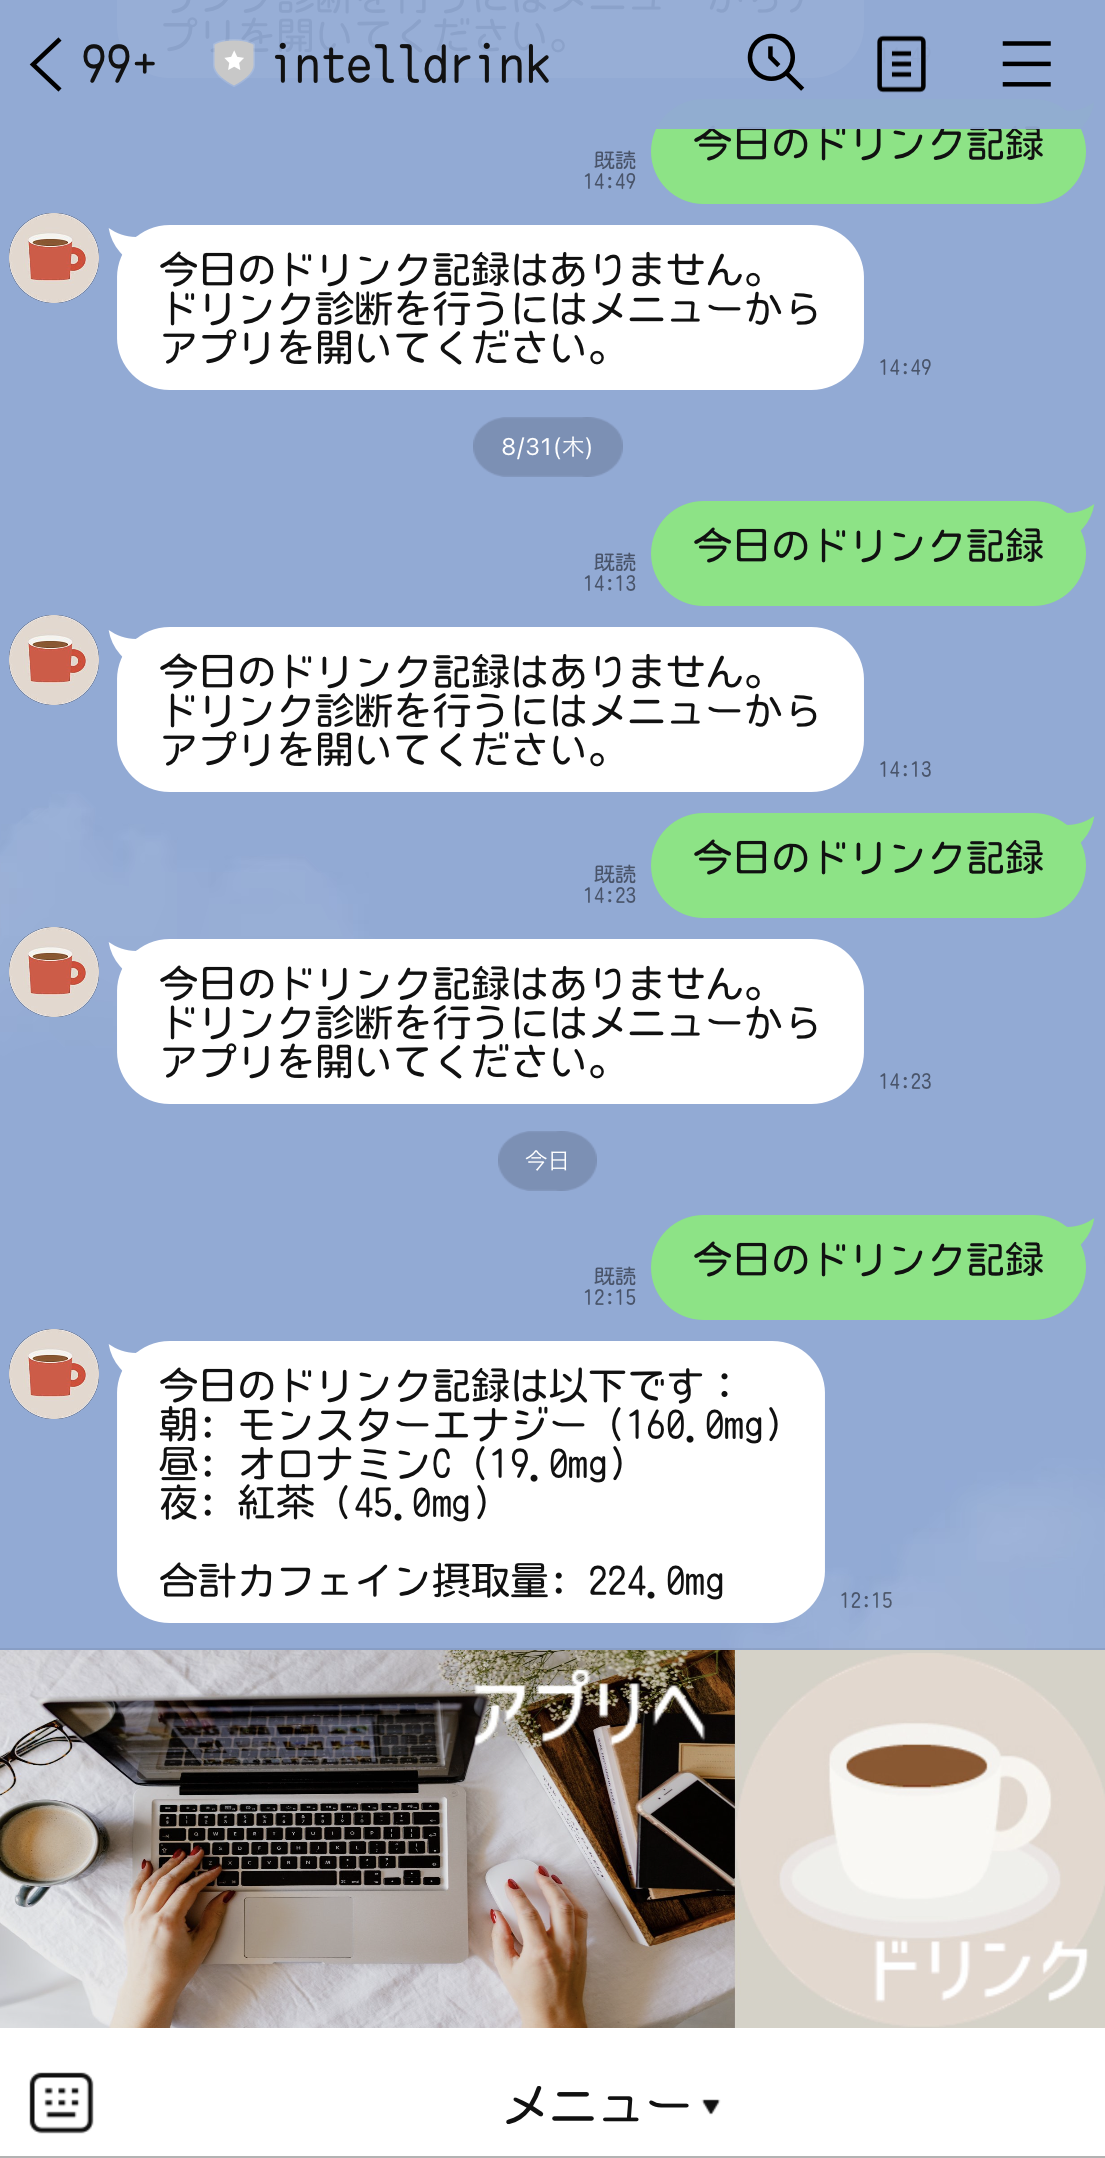 99+ intelldrink
今日のドリンク記録
既読
14:49
今日のドリンク記録はありません。
ドリンク診断を行うにはメニューから
アプリを開いてください。
14:49
8/31(木)
今日のドリンク記録
既読
14:13
今日のドリンク記録はありません。
ドリンク診断を行うにはメニューから
アプリを開いてください。
14:13
今日のドリンク記録
既読
14:23
今日のドリンク記録はありません。
ドリンク診断を行うにはメニューから
アプリを開いてください。
14:23
今日
今日のドリンク記録
既読
12:15
今日のドリンク記録は以下です：
朝: モンスターエナジー (160.0mg)
昼: オロナミンC (19.0mg)
夜: 紅茶 (45.0mg)
合計カフェイン摂取量: 224.0mg
12:15
アプリへ
ドリンク
メニュー▼